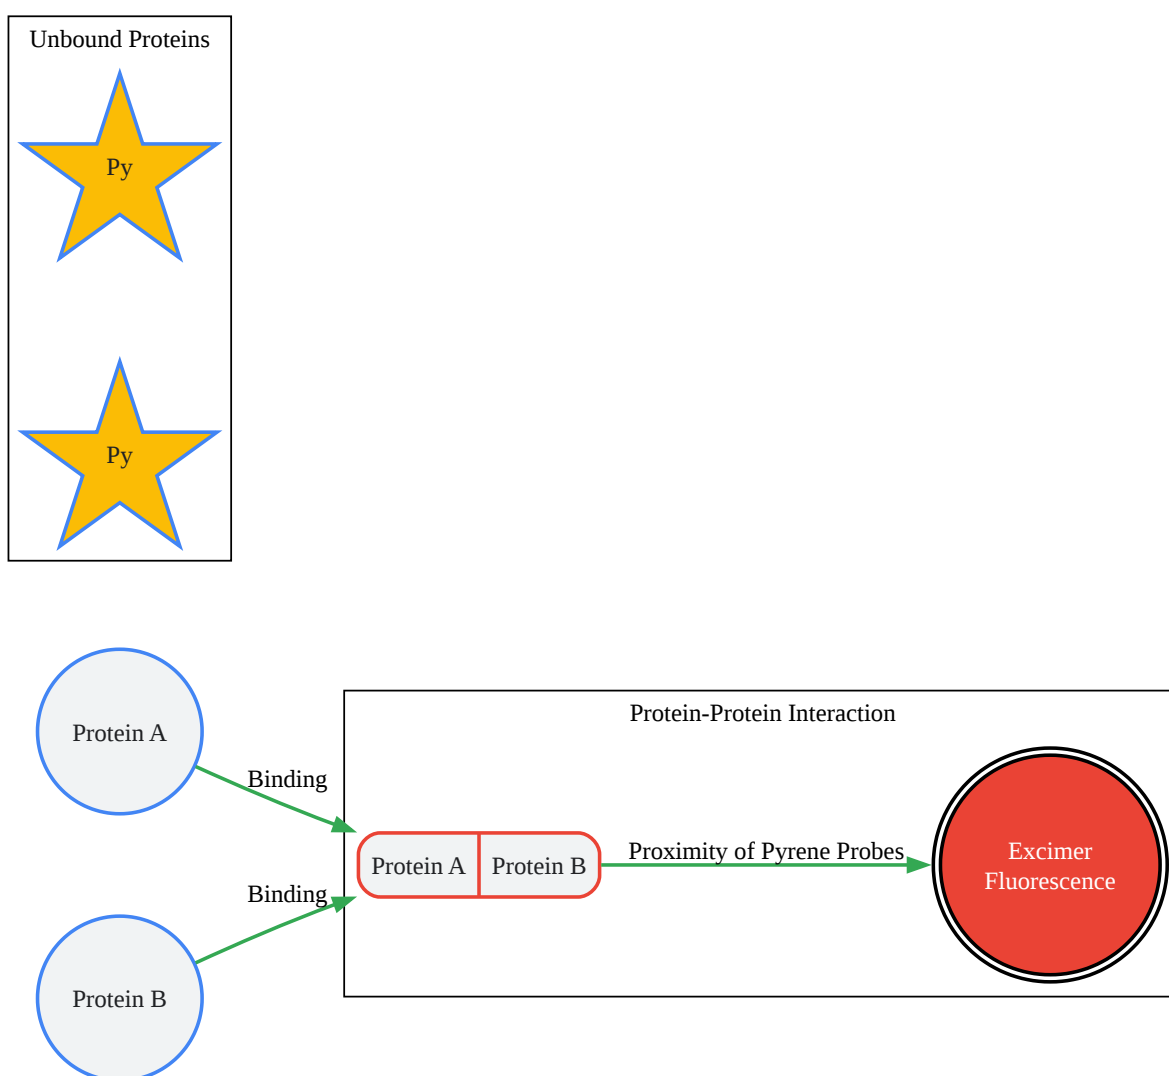 Unbound Proteins
Py
Py
Protein A
Protein-Protein Interaction
Binding
Protein A
Protein B
Proximity of Pyrene Probes
Excimer
Fluorescence
Binding
Protein B